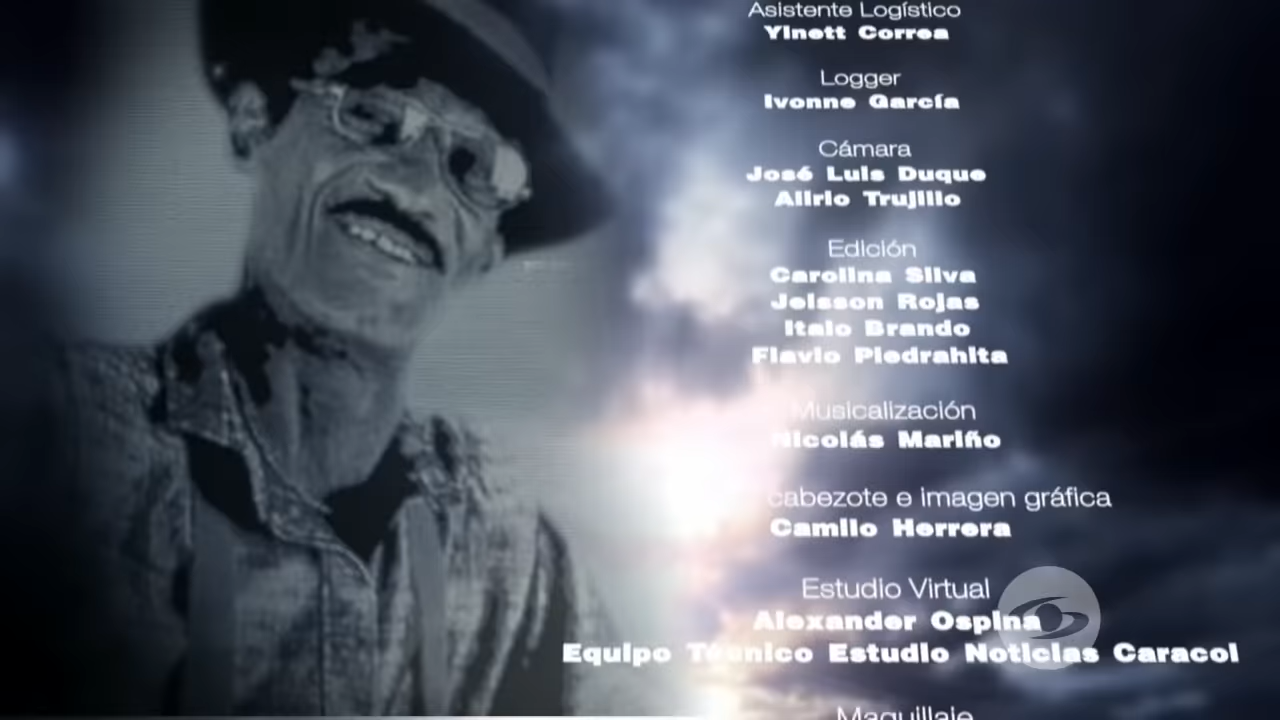 Asistente Logístico
Ylnett Correa
Logger
Ivonne García
Cámara
José Luis Duque
Alirio Trujillo
Edición
Carolina Silva
Jeisson Rojas
Italo Brando
Flavio Piedrahita
Musicalización
Nicolás Mariño
cabezote e imagen gráfica
Camilo Herrera
Estudio Virtual
Alexander Ospina
Equipo Técnico Estudio Noticias Caracol
Maquillaje